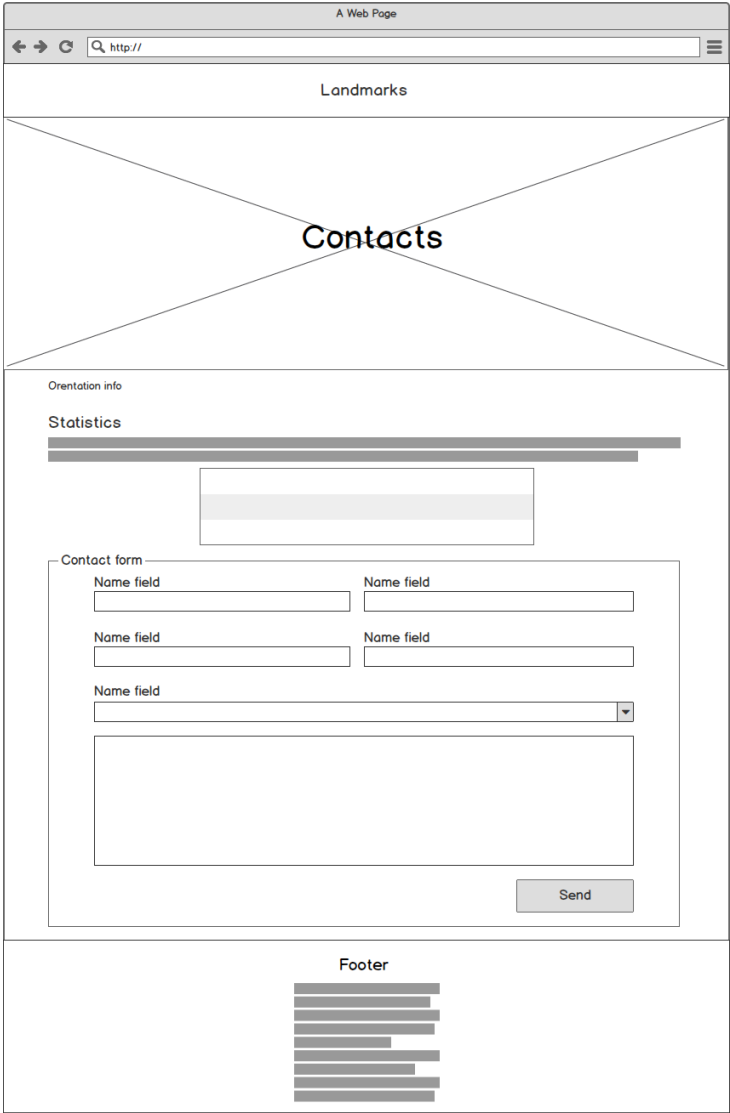 A Web Page
http://
Landmarks
Contacts
Orentation info
Statistics
Contact form
Name field
Name field
Name field
Name field
Name field
Send
Footer